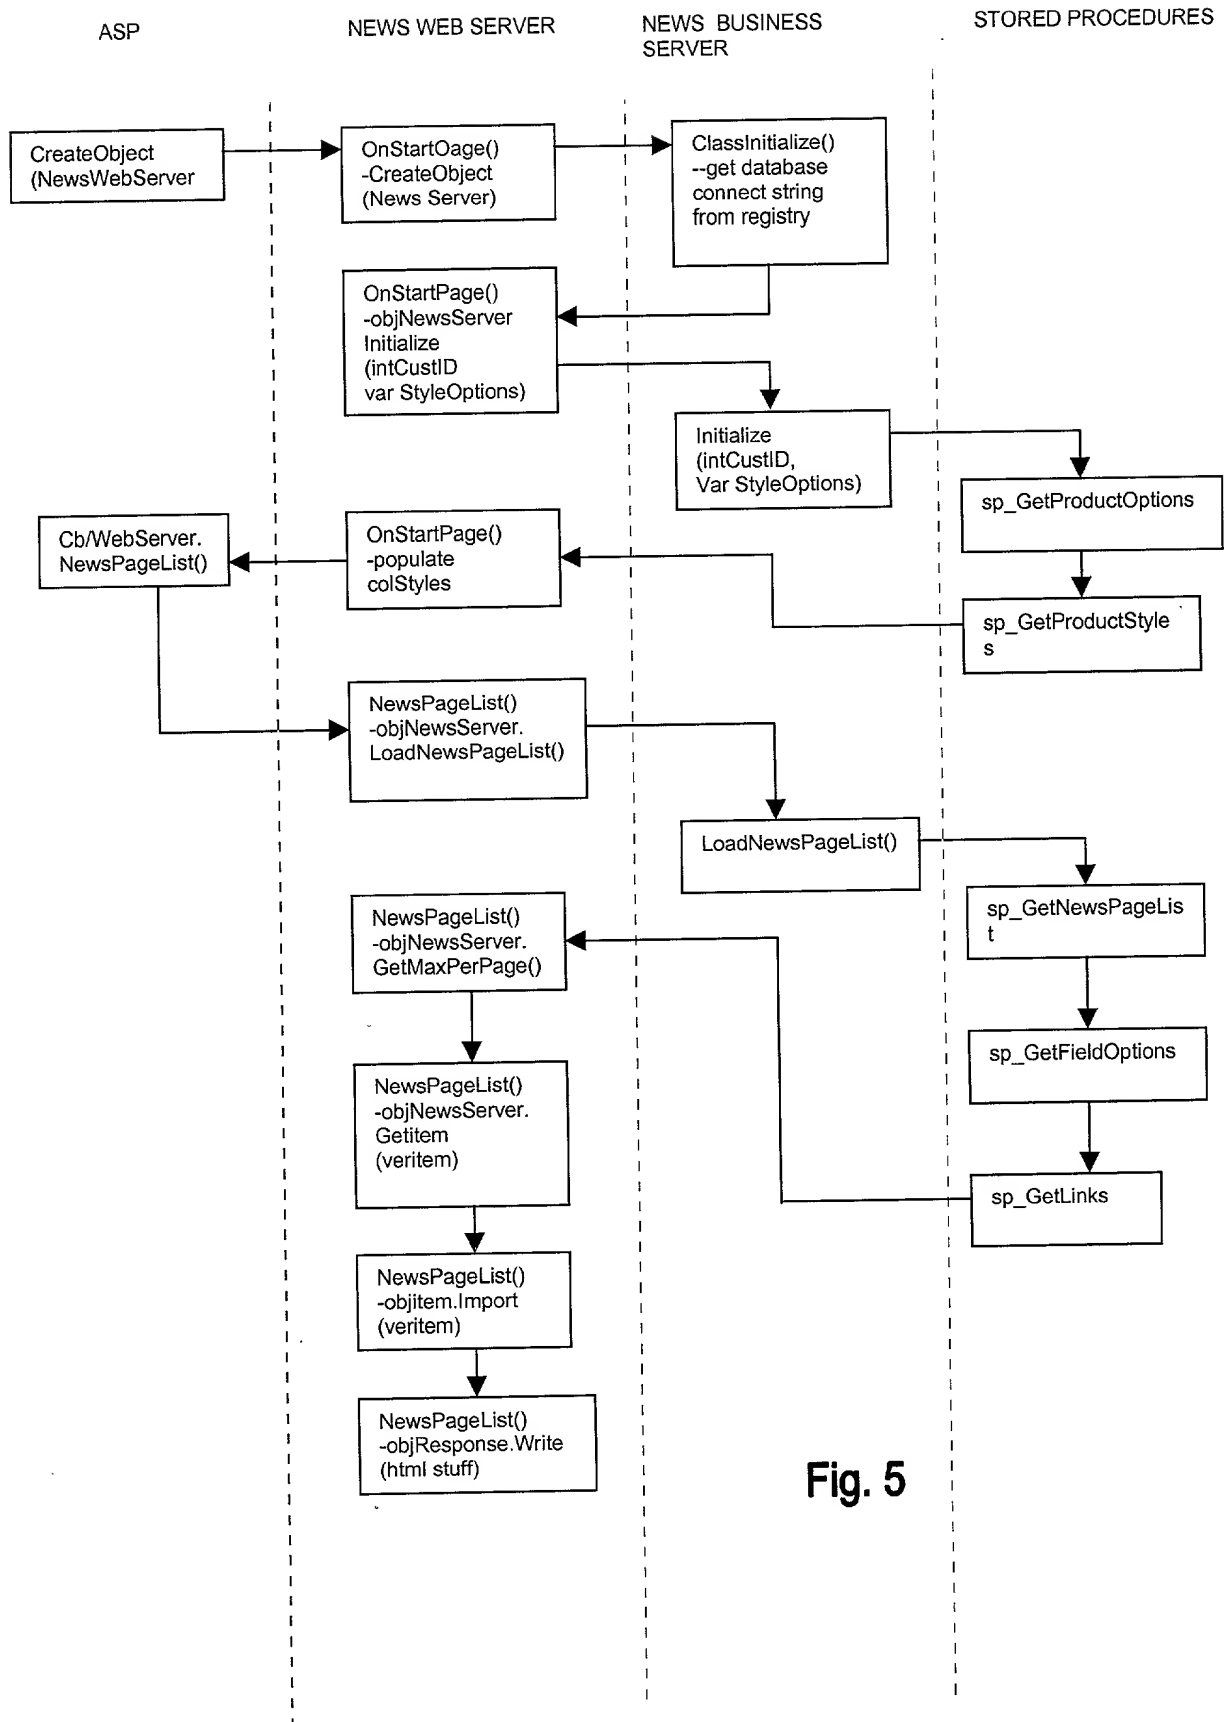 ASP
NEWS WEB SERVER
NEWS BUSINESS
SERVER
STORED PROCEDURES
CreateObject
(NewsWebServer
OnStartOage()
-CreateObject
(News Server)
ClassInitialize()
--get database
connect string
from registry
OnStartPage()
-objNewsServer
Initialize
(intCustID
var StyleOptions)
Initialize
(intCustID,
Var StyleOptions)
sp_GetProductOptions
sp_GetProductStyle
s
OnStartPage()
-populate
colStyles
Cb/WebServer.
NewsPageList()
NewsPageList()
-objNewsServer.
LoadNewsPageList()
LoadNewsPageList()
sp_GetNewsPageLis
t
sp_GetFieldOptions
sp_GetLinks
NewsPageList()
-objNewsServer.
GetMaxPerPage()
NewsPageList()
-objNewsServer.
Getitem
(veritem)
NewsPageList()
-objitem.Import
(veritem)
NewsPageList()
-objResponse.Write
(html stuff)
Fig. 5